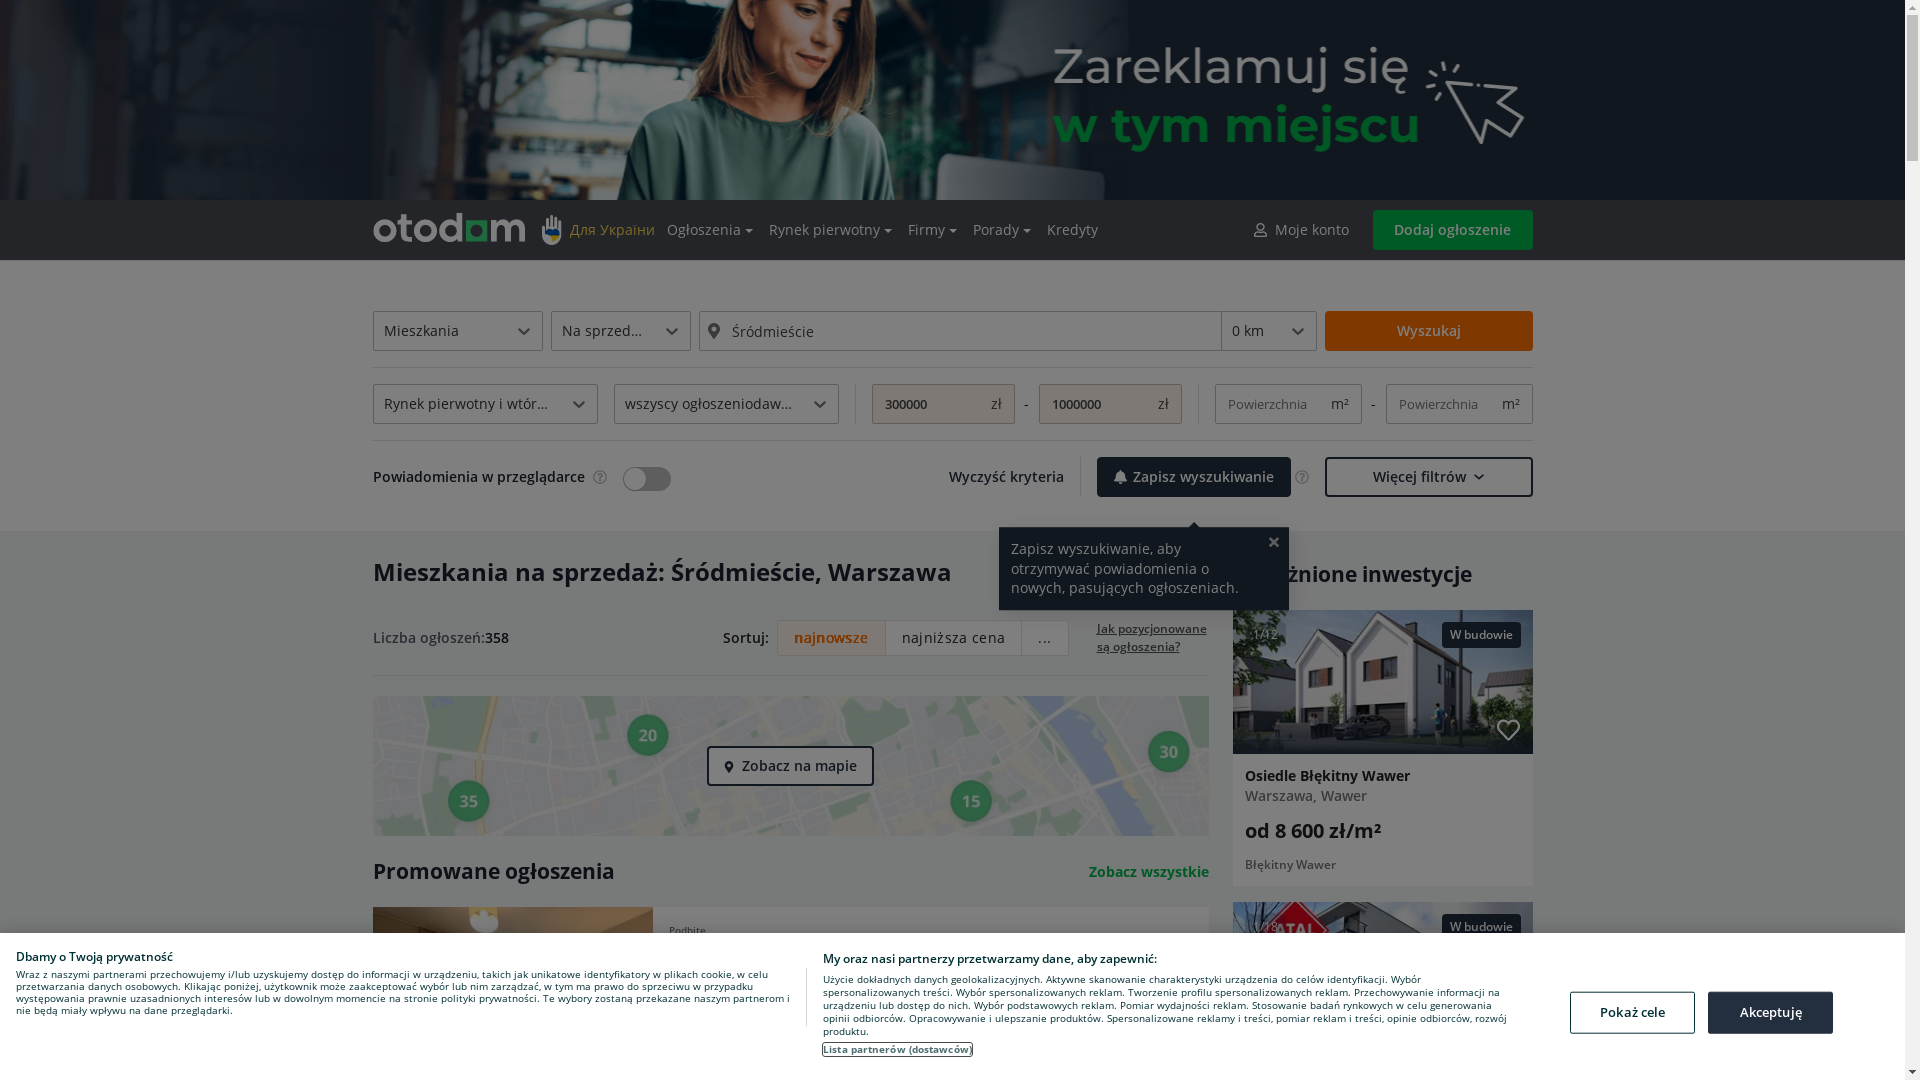 Zareklamuj się
w tym miejscu
otodom
Для України
Ogłoszenia
Rynek pierwotny
Firmy
Porady
Kredyty
Moje konto
Dodaj ogłoszenie
Mieszkania
Na sprzed...
Śródmieście
0 km
Wyszukaj
Rynek pierwotny i wtór...
wszyscy ogłoszeniodaw...
300000 zł
-
1000000 zł
Powierzchnia m²
-
Powierzchnia m²
Powiadomienia w przeglądarce
Wyczyść kryteria
Zapisz wyszukiwanie
Więcej filtrów
Zapisz wyszukiwanie, aby
otrzymywać powiadomienia o
nowych, pasujących ogłoszeniach.
Mieszkania na sprzedaż: Śródmieście, Warszawa
żnione inwestycje
Liczba ogłoszeń:358
Sortuj:
najnowsze
najniższa cena
...
Jak pozycjonowane
są ogłoszenia?
1/12
W budowie
20
30
Zobacz na mapie
35
15
Osiedle Błękitny Wawer
Warszawa, Wawer
od 8 600 zł/m²
Błękitny Wawer
Promowane ogłoszenia
Zobacz wszystkie
Podbite
1/18
ATAL
W budowie
Dbamy o Twoją prywatność
Wraz z naszymi partnerami przechowujemy i/lub uzyskujemy dostęp do informacji w urządzeniu, takich jak unikatowe identyfikatory w plikach cookie, w celu
przetwarzania danych osobowych. Klikając poniżej, użytkownik może zaakceptować wybór lub nim zarządzać, w tym ma prawo do sprzeciwu w przypadku
występowania prawnie uzasadnionych interesów lub w dowolnym momencie na stronie polityki prywatności. Te wybory zostaną przekazane naszym partnerom i
nie będą miały wpływu na dane przeglądarki.
My oraz nasi partnerzy przetwarzamy dane, aby zapewnić:
Użycie dokładnych danych geolokalizacyjnych. Aktywne skanowanie charakterystyki urządzenia do celów identyfikacji. Wybór
spersonalizowanych treści. Wybór spersonalizowanych reklam. Tworzenie profilu spersonalizowanych reklam. Przechowywanie informacji na
urządzeniu lub dostęp do nich. Wybór podstawowych reklam. Pomiar wydajności reklam. Stosowanie badań rynkowych w celu generowania
opinii odbiorców. Opracowywanie i ulepszanie produktów. Spersonalizowane reklamy i treści, pomiar reklam i treści, opinie odbiorców, rozwój
produktu.
Lista partnerów (dostawców)
Pokaż cele
Akceptuję